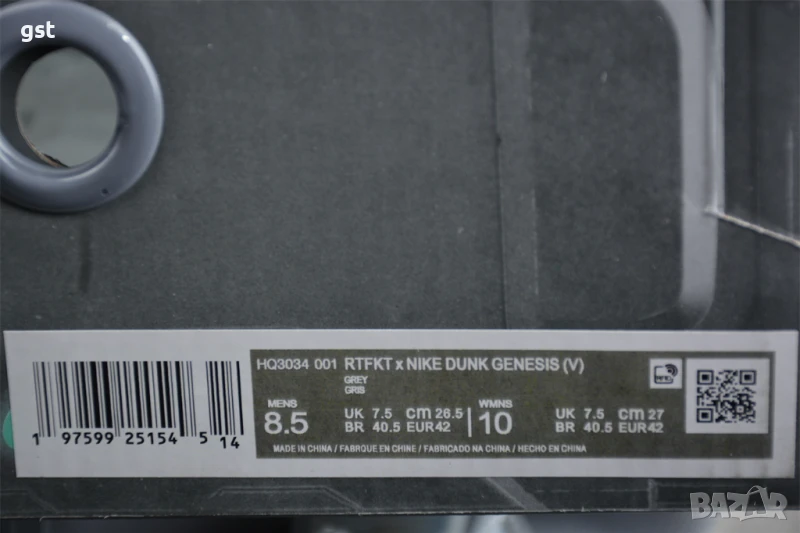 gst
HQ3034 001 RTFKT x NIKE DUNK GENESIS (V)
GREY
GRIS
MENS
8.5
UK 7.5 CM 26.5
BR 40.5 EUR42
WMNS
10
UK 7.5 CM 27
BR 40.5 EUR42
MADE IN CHINA / FABRIQUE EN CHINE / FABRICADO NA CHINA / HECHO EN CHINA
1 97599 25154 5 14
BAZAR